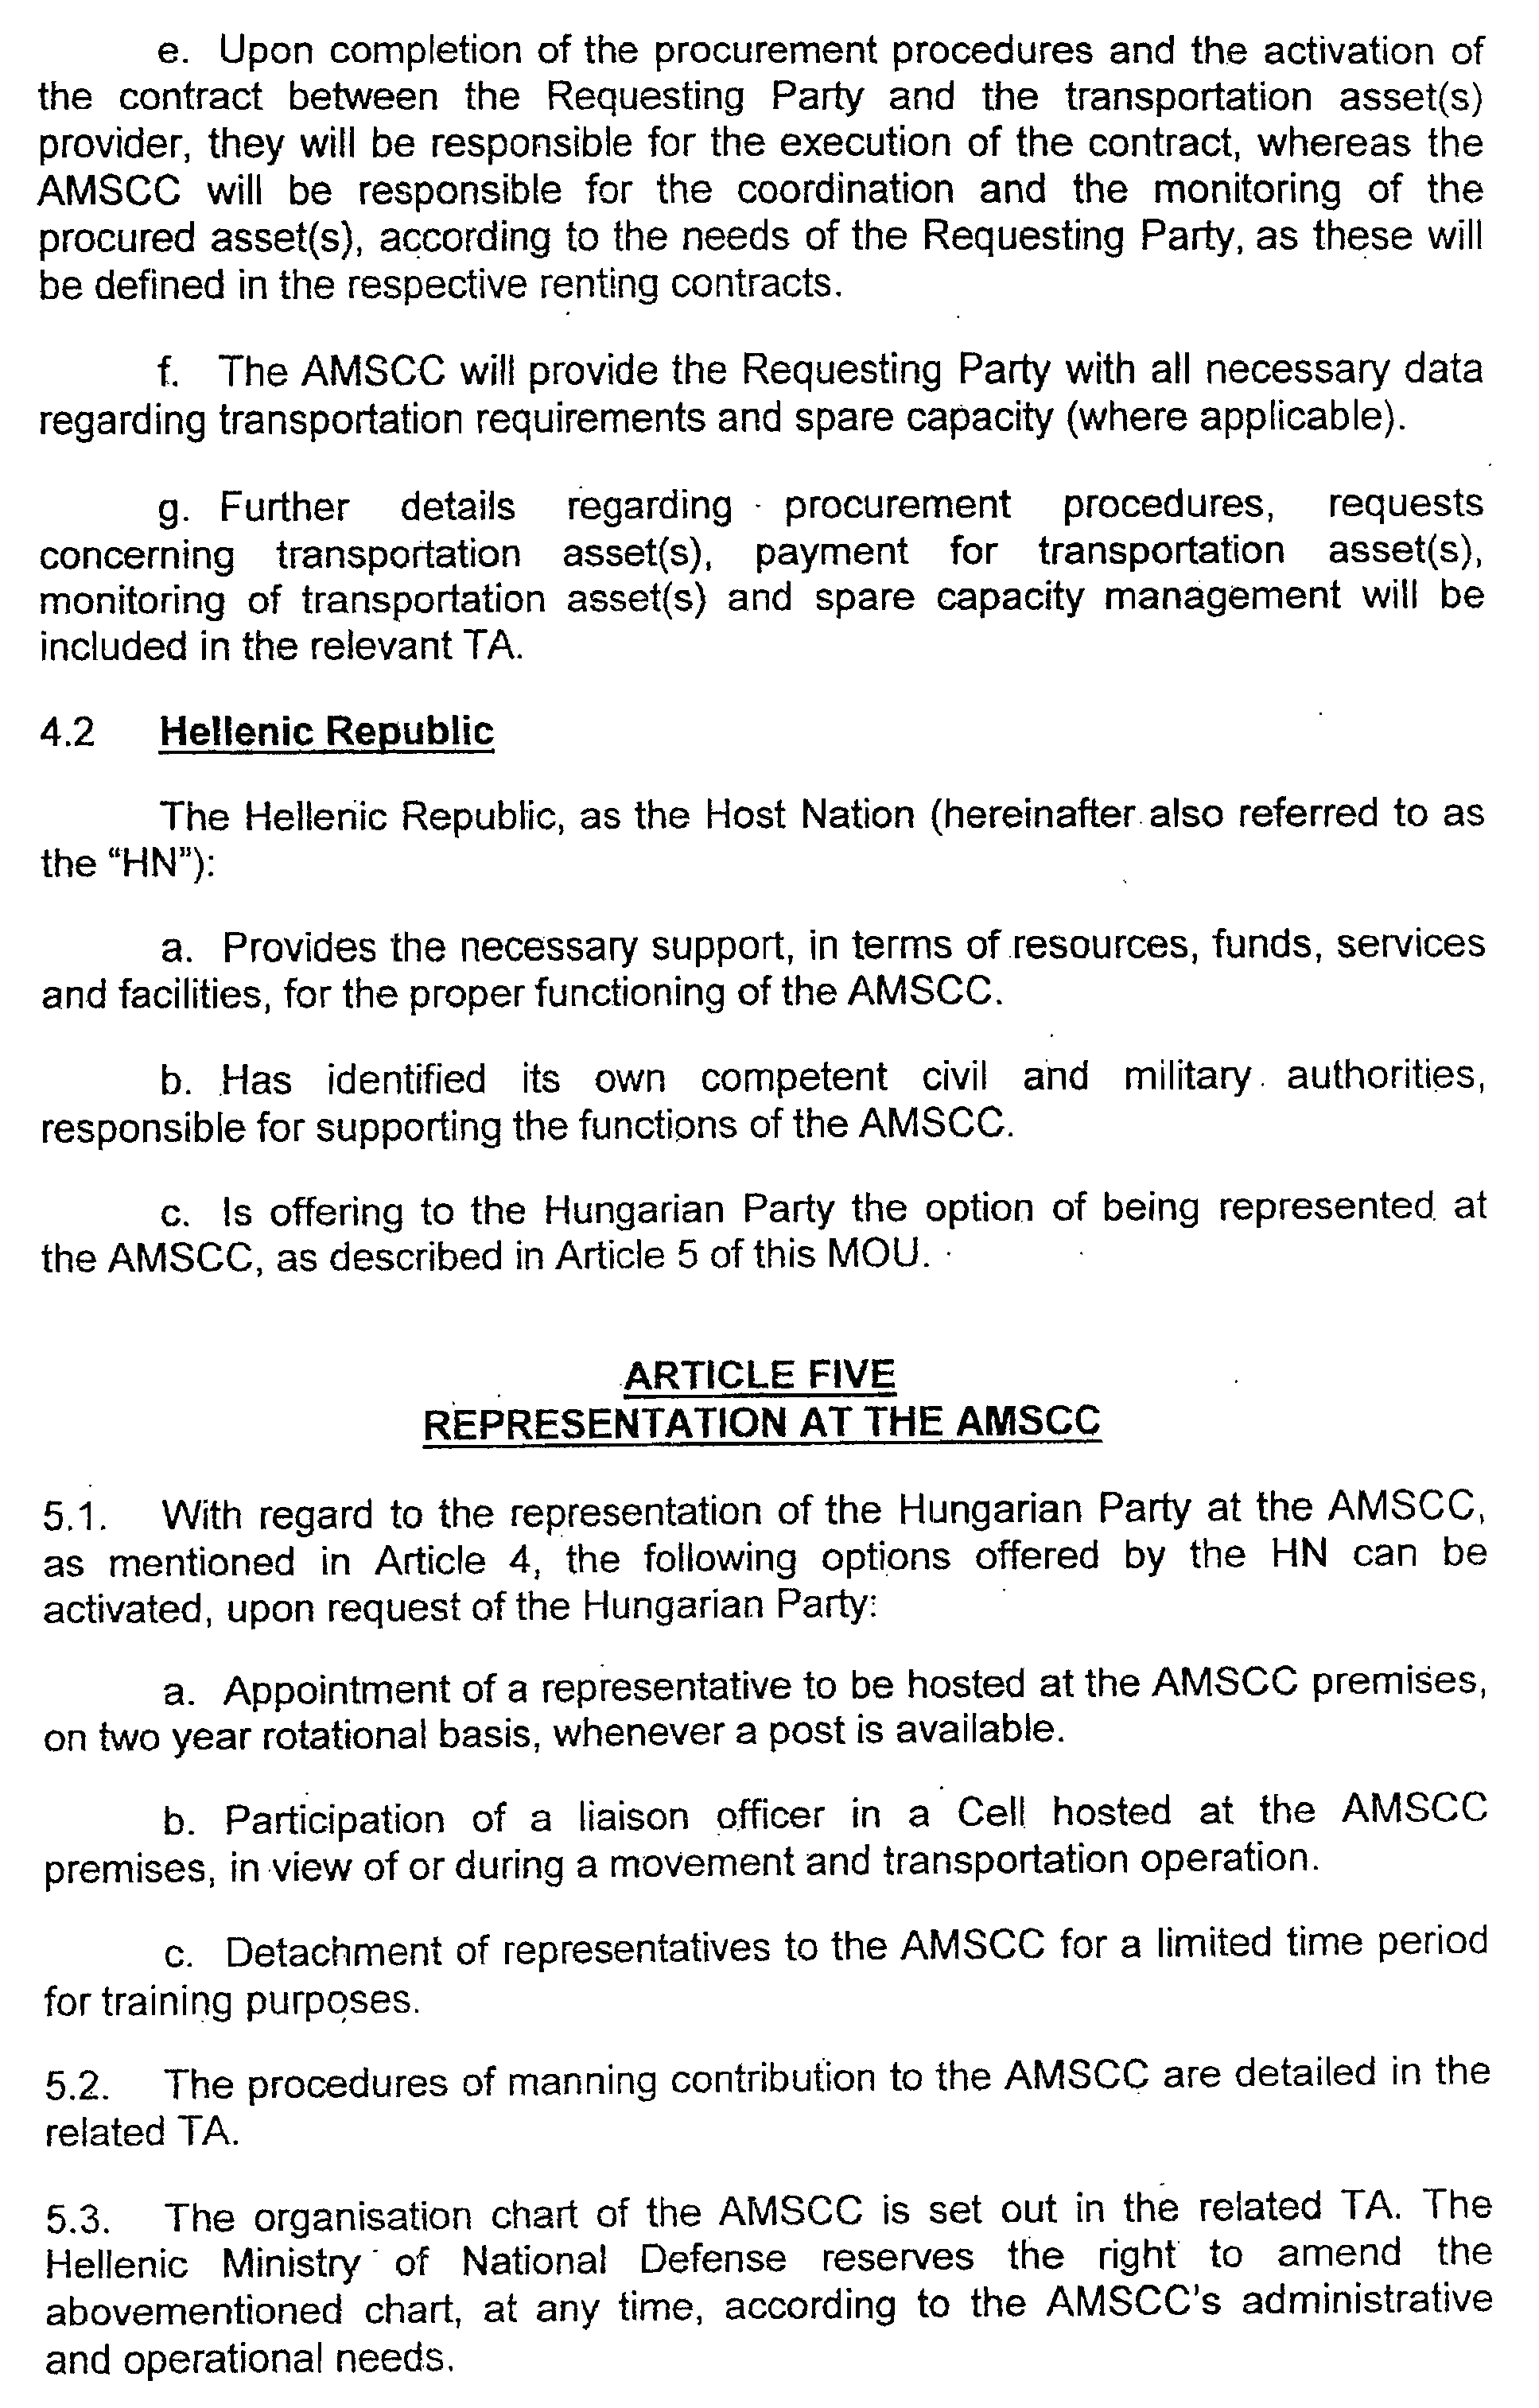 e. Upon completion of the procurement procedures and the activation of
the contract between the Requesting Party and the transportation asset(s)
provider, they will be responsible for the execution of the contract, whereas the
AMSCC will be responsible for the coordination and the monitoring of the
procured asset(s), according to the needs of the Requesting Party, as these will
be defined in the respective renting contracts.
f. The AMSCC will provide the Requesting Party with all necessary data
regarding transportation requirements and spare capacity (where applicable).
g. Further details regarding procurement procedures, requests
concerning transportation asset(s), payment for transportation asset(s),
monitoring of transportation asset(s) and spare capacity management will be
included in the relevant TA.
4.2 Hellenic Republic
The Hellenic Republic, as the Host Nation (hereinafter also referred to as
the “HN”):
a. Provides the necessary support, in terms of resources, funds, services
and facilities, for the proper functioning of the AMSCC.
b. Has identified its own competent civil and military authorities,
responsible for supporting the functions of the AMSCC.
c. Is offering to the Hungarian Party the option of being represented at
the AMSCC, as described in Article 5 of this MOU.
ARTICLE FIVE
REPRESENTATION AT THE AMSCC
5.1. With regard to the representation of the Hungarian Party at the AMSCC,
as mentioned in Article 4, the following options offered by the HN can be
activated, upon request of the Hungarian Party:
a. Appointment of a representative to be hosted at the AMSCC premises,
on two year rotational basis, whenever a post is available.
b. Participation of a liaison officer in a Cell hosted at the AMSCC
premises, in view of or during a movement and transportation operation.
c. Detachment of representatives to the AMSCC for a limited time period
for training purposes.
5.2. The procedures of manning contribution to the AMSCC are detailed in the
related TA.
5.3. The organisation chart of the AMSCC is set out in the related TA. The
Hellenic Ministry of National Defense reserves the right to amend the
abovementioned chart, at any time, according to the AMSCC's administrative
and operational needs.